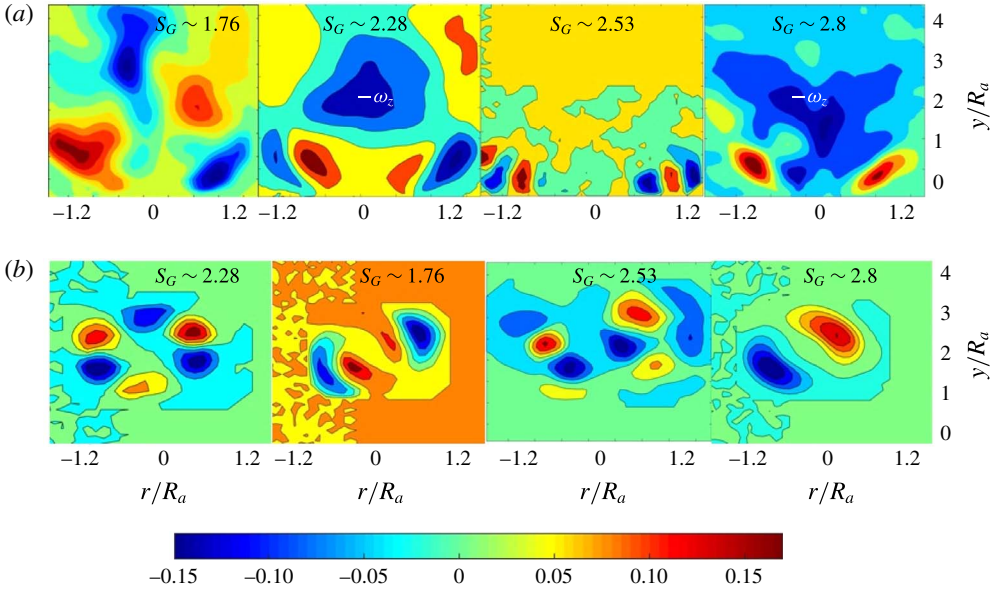 (a) S_G ~ 1.76 S_G ~ 2.28 S_G ~ 2.53 S_G ~ 2.8
−ω_z −ω_z
4
3
2
1
0
y/R_a
−1.2 0 1.2 −1.2 0 1.2 −1.2 0 1.2 −1.2 0 1.2
(b) S_G ~ 2.28 S_G ~ 1.76 S_G ~ 2.53 S_G ~ 2.8
4
3
2
1
0
y/R_a
−1.2 0 1.2 −1.2 0 1.2 −1.2 0 1.2 −1.2 0 1.2
r/R_a r/R_a r/R_a r/R_a
−0.15 −0.10 −0.05 0 0.05 0.10 0.15